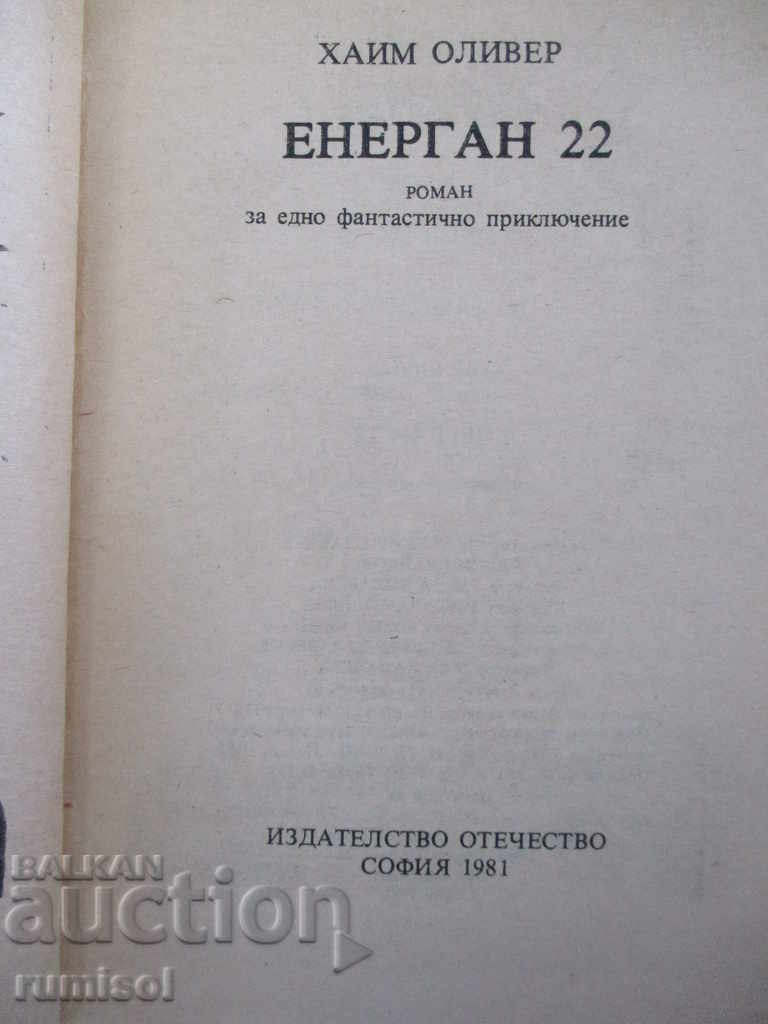 ХАИМ ОЛИВЕР
ЕНЕРГАН 22
РОМАН
за едно фантастично приключение
ИЗДАТЕЛСТВО ОТЕЧЕСТВО
СОФИЯ 1981
BALKAN
auction
rumisol